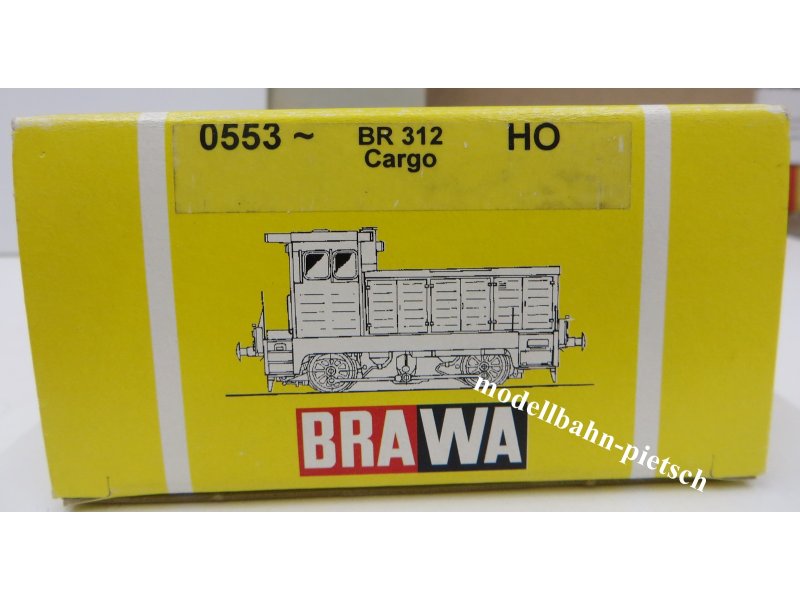 0553 ~ BR 312 HO
Cargo
BRAWA
modellbahn-pietsch